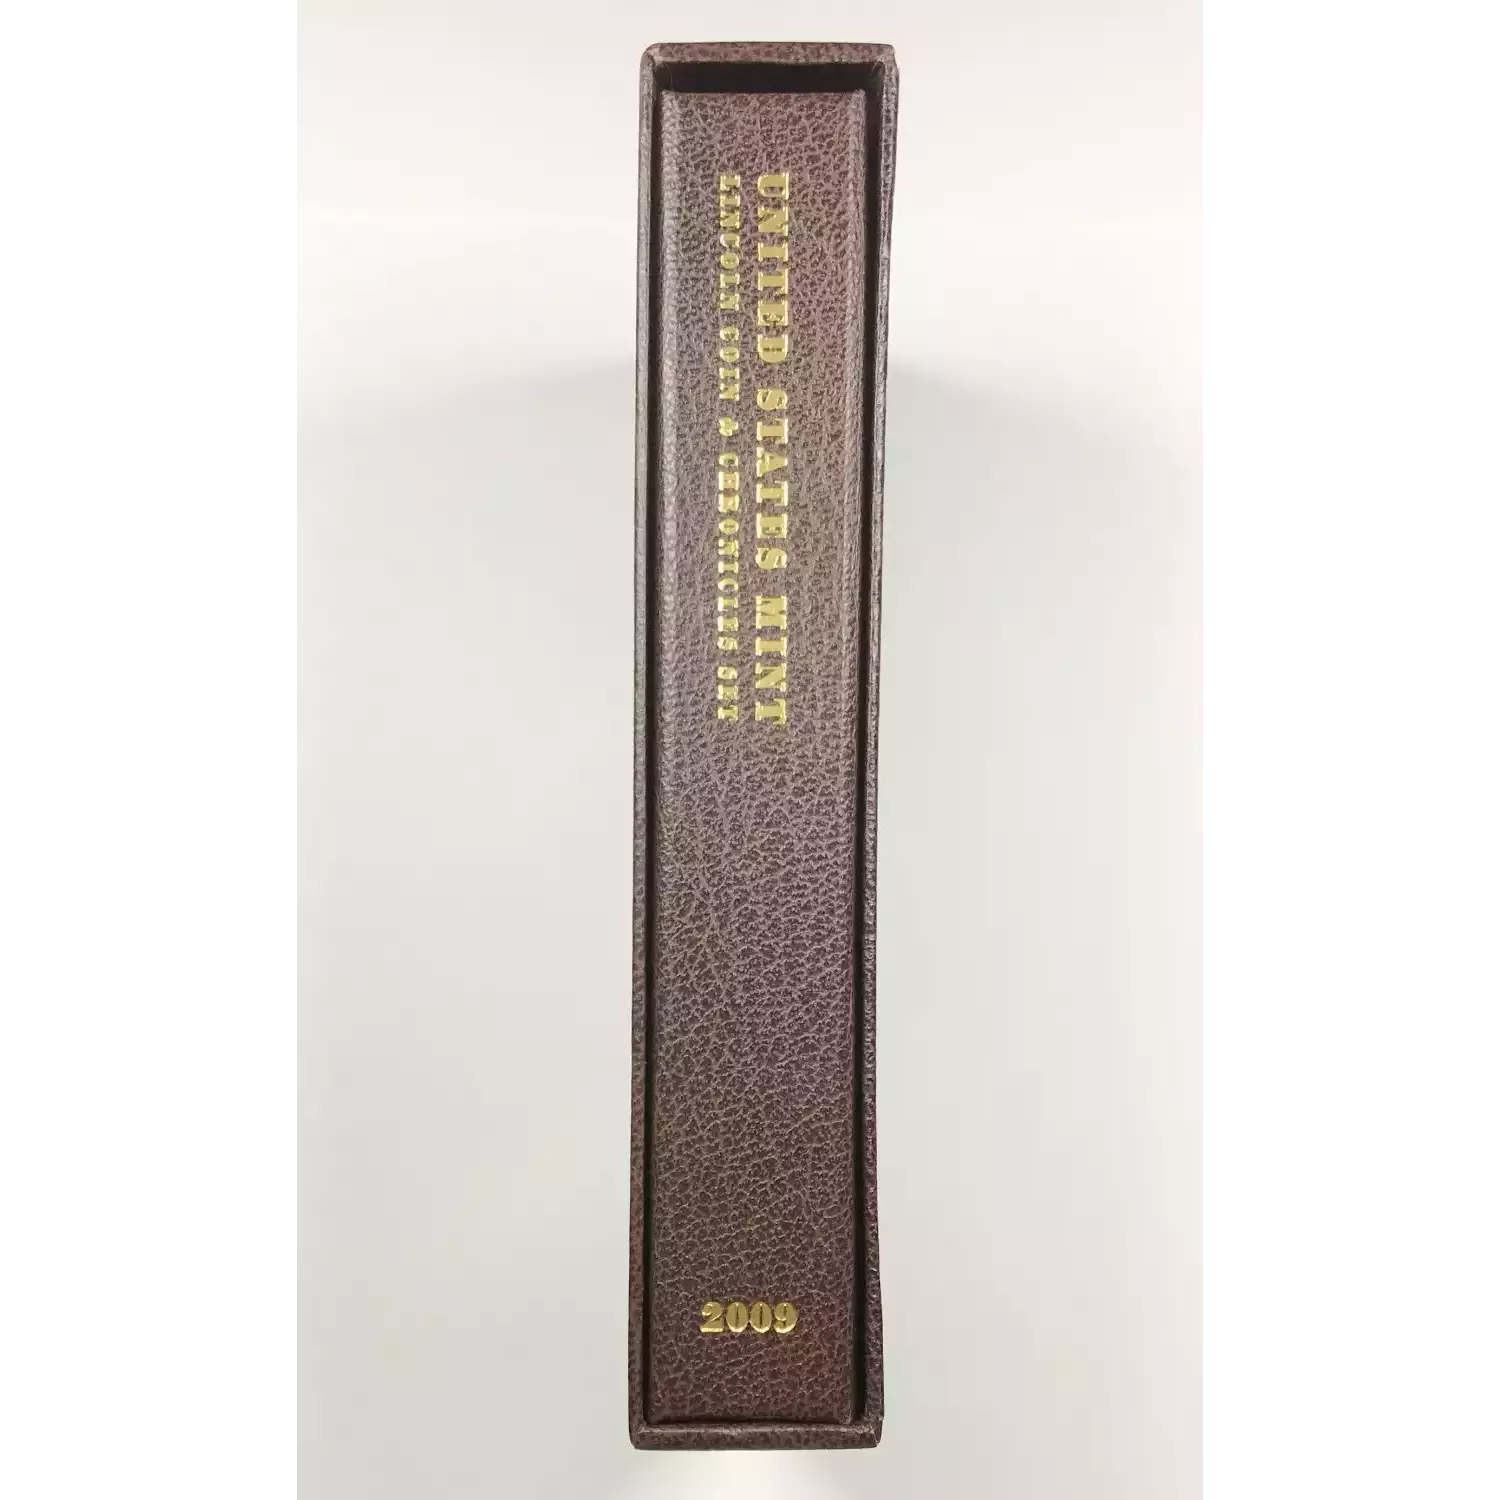 UNITED STATES MINT
LINCOLN COIN & CHRONICLES SET
2009